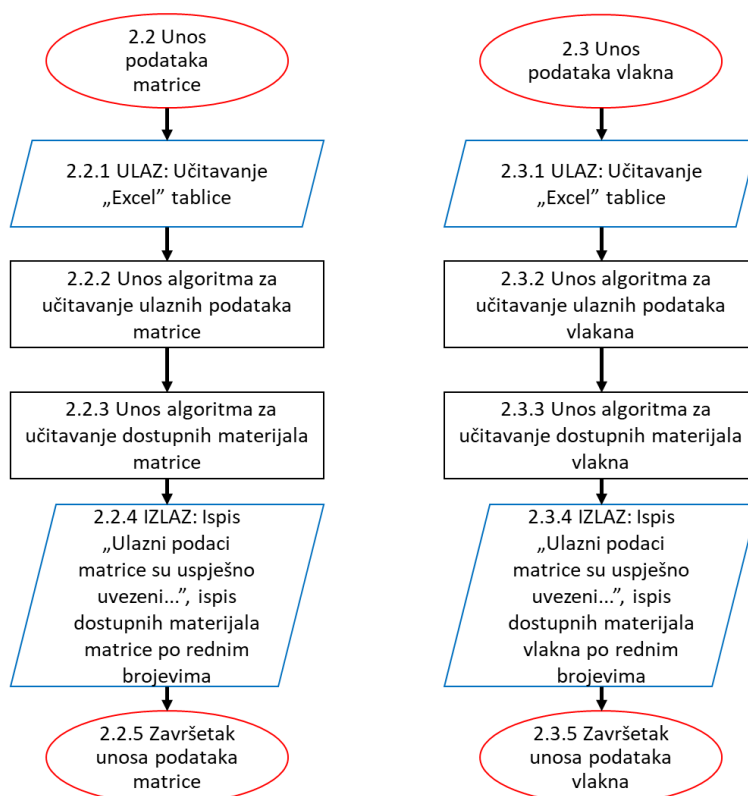 2.2 Unos
podataka
matrice
2.2.1 ULAZ: Učitavanje
„Excel” tablice
2.2.2 Unos algoritma za
učitavanje ulaznih podataka
matrice
2.2.3 Unos algoritma za
učitavanje dostupnih materijala
matrice
2.2.4 IZLAZ: Ispis
„Ulazni podaci
matrice su uspješno
uvezeni...”, ispis
dostupnih materijala
matrice po rednim
brojevima
2.2.5 Završetak
unosa podataka
matrice
2.3 Unos
podataka vlakna
2.3.1 ULAZ: Učitavanje
„Excel” tablice
2.3.2 Unos algoritma za
učitavanje ulaznih podataka
vlakana
2.3.3 Unos algoritma za
učitavanje dostupnih materijala
vlakna
2.3.4 IZLAZ: Ispis
„Ulazni podaci
matrice su uspješno
uvezeni...”, ispis
dostupnih materijala
vlakna po rednim
brojevima
2.3.5 Završetak
unosa podataka
vlakna